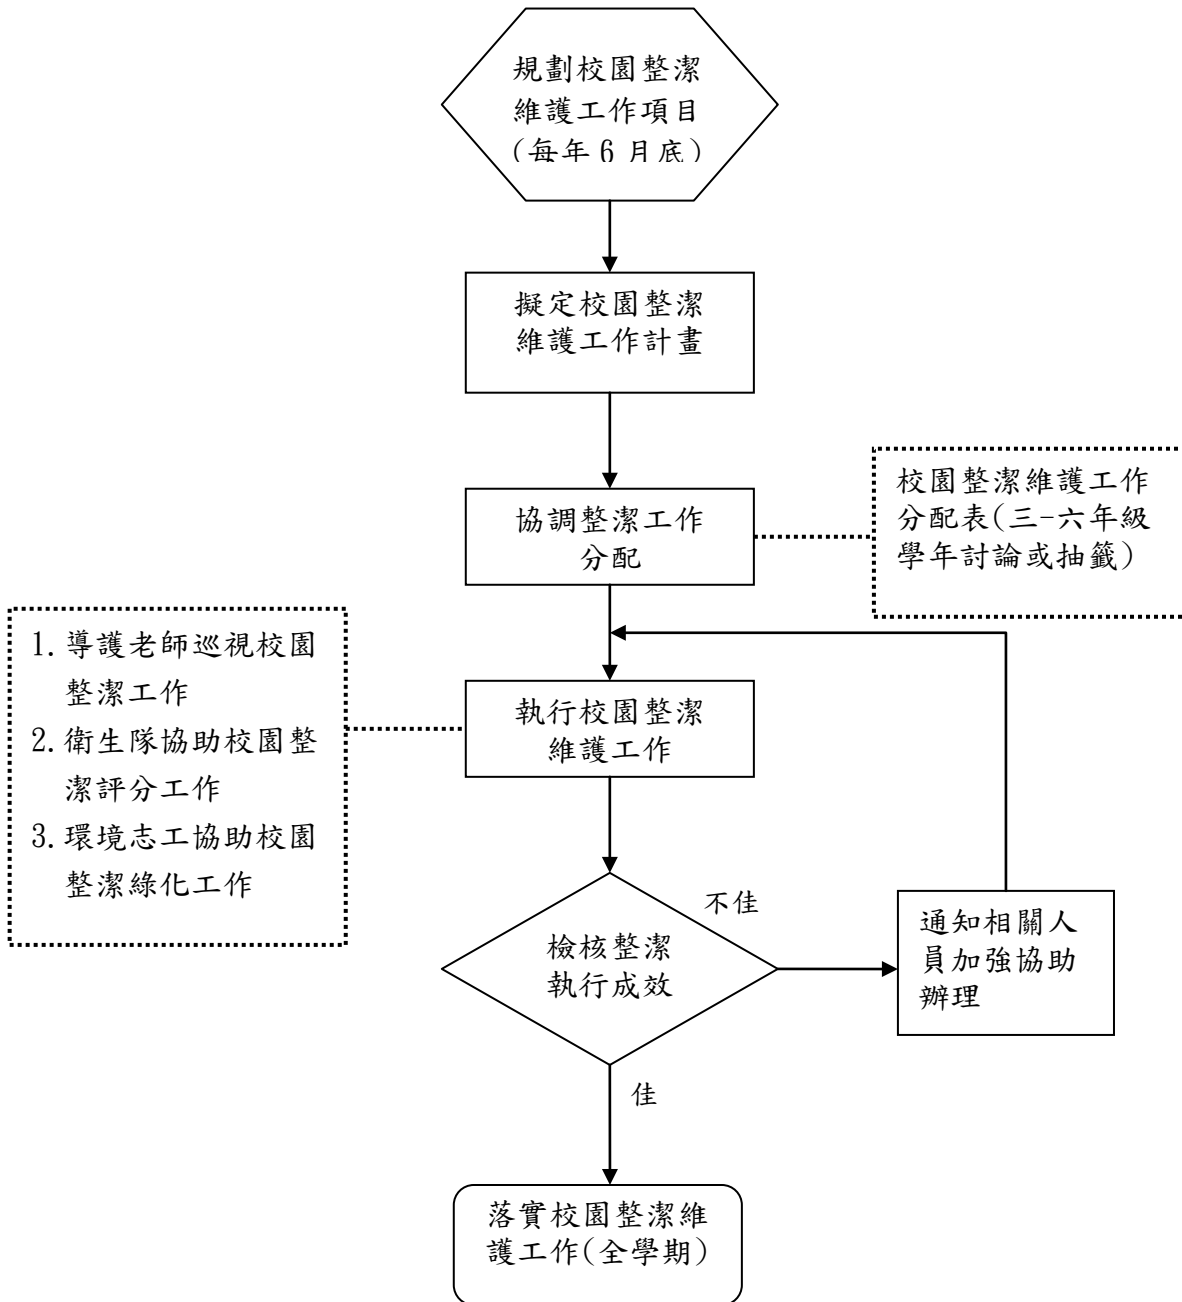 規劃校園整潔
維護工作項目
(每年 6 月底)
擬定校園整潔
維護工作計畫
協調整潔工作
分配
校園整潔維護工作
分配表(三-六年級
學年討論或抽籤)
1. 導護老師巡視校園
整潔工作
2. 衛生隊協助校園整
潔評分工作
3. 環境志工協助校園
整潔綠化工作
執行校園整潔
維護工作
檢核整潔
執行成效
不佳
通知相關人
員加強協助
辦理
佳
落實校園整潔維
護工作(全學期)